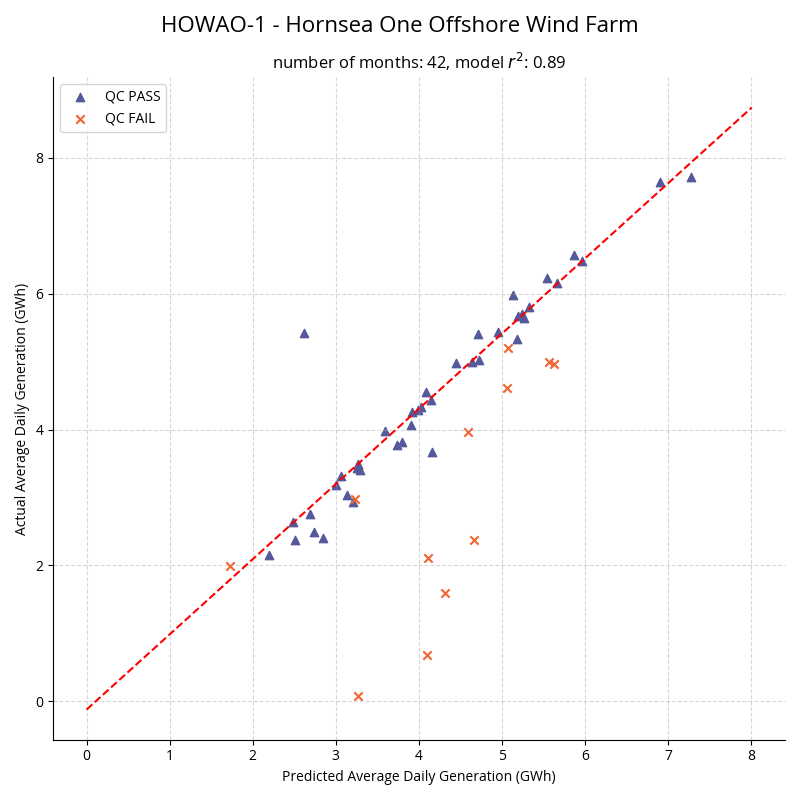 HOWAO-1 - Hornsea One Offshore Wind Farm
number of months: 42, model r²: 0.89
QC PASS
QC FAIL
Actual Average Daily Generation (GWh)
8
6
4
2
0
0 1 2 3 4 5 6 7 8
Predicted Average Daily Generation (GWh)